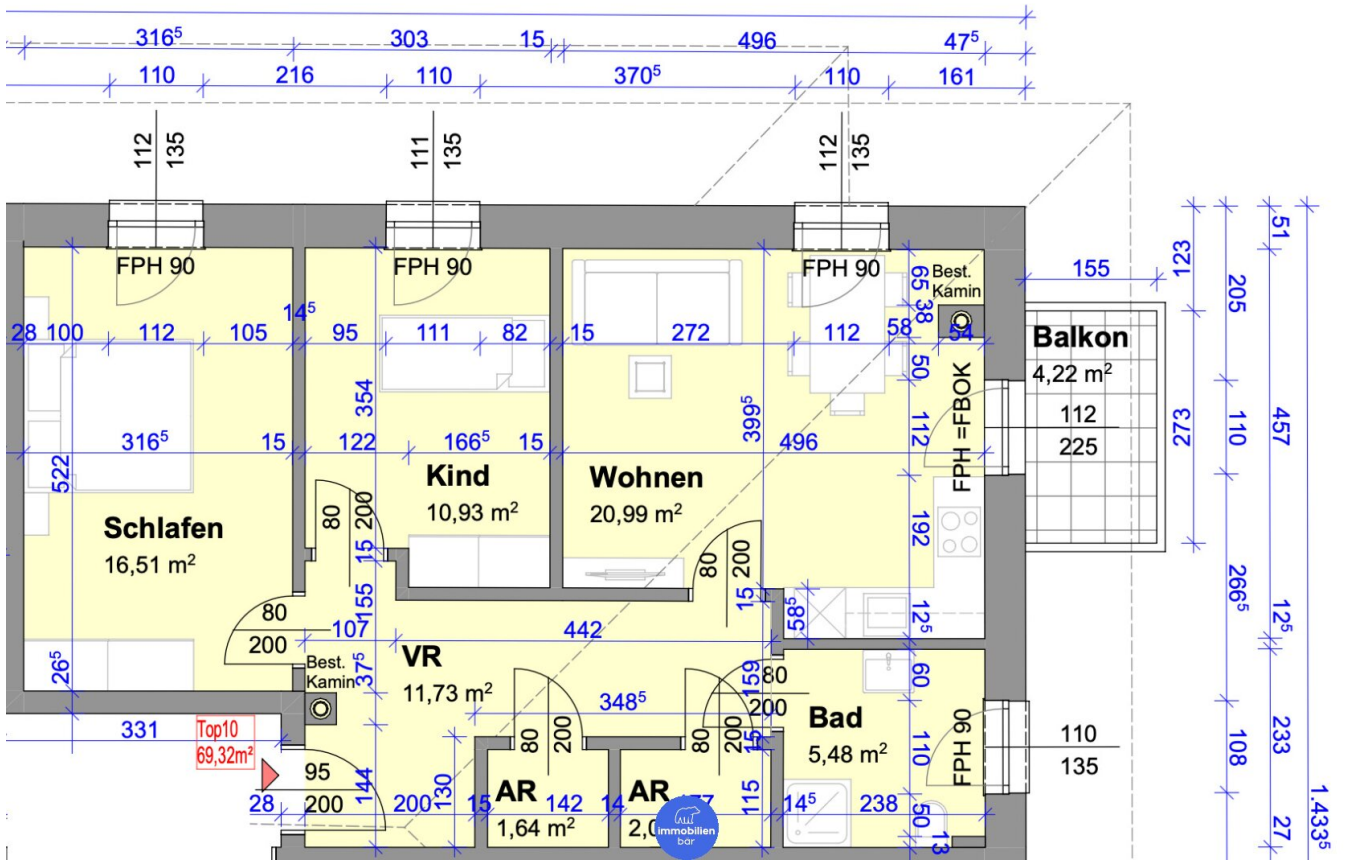 316⁵ 303 15 496 47⁵
110 216 110 370⁵ 110 161
112 135
111 135
112 135
FPH 90
FPH 90
FPH 90
Best.
Kamin
65
38
51
123
155
205
14⁵
28 100 112 105 95 111 82 15 272 112 58 54
Balkon
4,22 m²
112
225
50
354
399⁵
FPH =FBOK
112
273
110
457
316⁵ 15 122 166⁵ 15 496
522
Kind
10,93 m²
Wohnen
20,99 m²
Schlafen
16,51 m²
80 200
80 200
192
266⁵
15
155
15
58⁵
12⁵
12⁵
80
200
107 442
Best.
Kamin
37⁵
26⁵
VR
11,73 m²
348⁵
159
80
200
60
Bad
5,48 m²
FPH 90
110
110
135
108
233
331
Top10
69,32m²
95
200
80 200
80 200
15
144
130
115
28 200 15 142 14 14⁵ 238
AR
1,64 m²
AR
50
13
27
1.433⁵
immobilien
bär